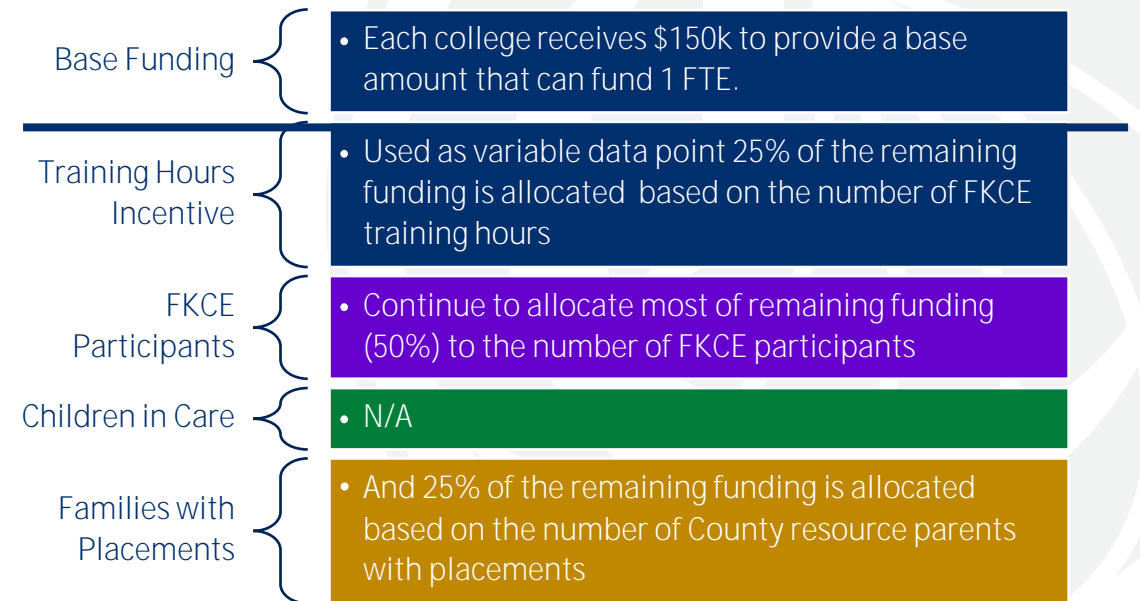 Base Funding
• Each college receives $150k to provide a base
amount that can fund 1 FTE.
Training Hours
Incentive
• Used as variable data point 25% of the remaining
funding is allocated based on the number of FKCE
training hours
FKCE
Participants
• Continue to allocate most of remaining funding
(50%) to the number of FKCE participants
Children in Care
• N/A
Families with
Placements
• And 25% of the remaining funding is allocated
based on the number of County resource parents
with placements